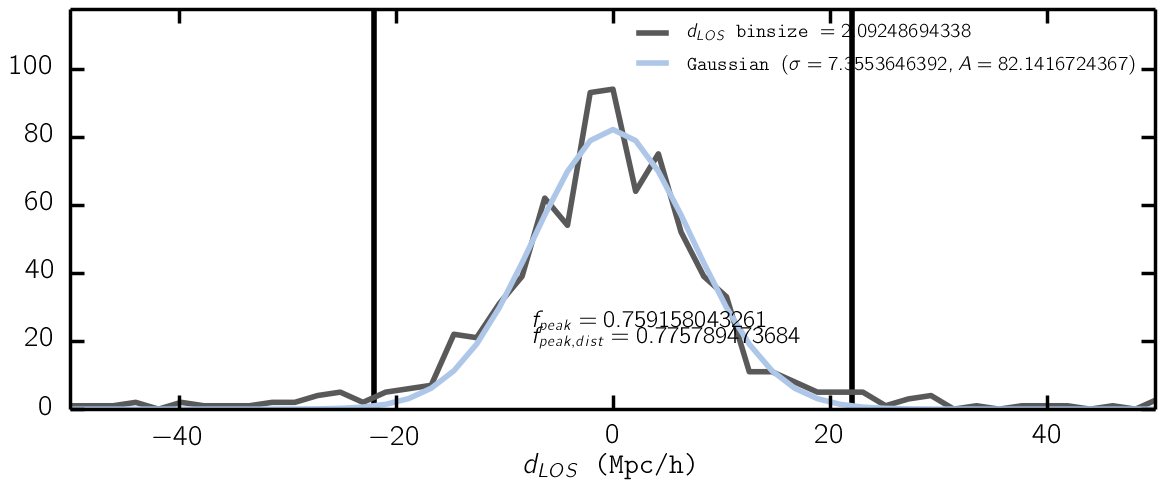 d_LOS binsize = 2.09248694338
Gaussian (σ = 7.3553646392, A = 82.1416724367)
100
80
60
40
20
0
f_peak = 0.759158043261
f_peak,dist = 0.775789473684
−40 −20 0 20 40
d_LOS (Mpc/h)